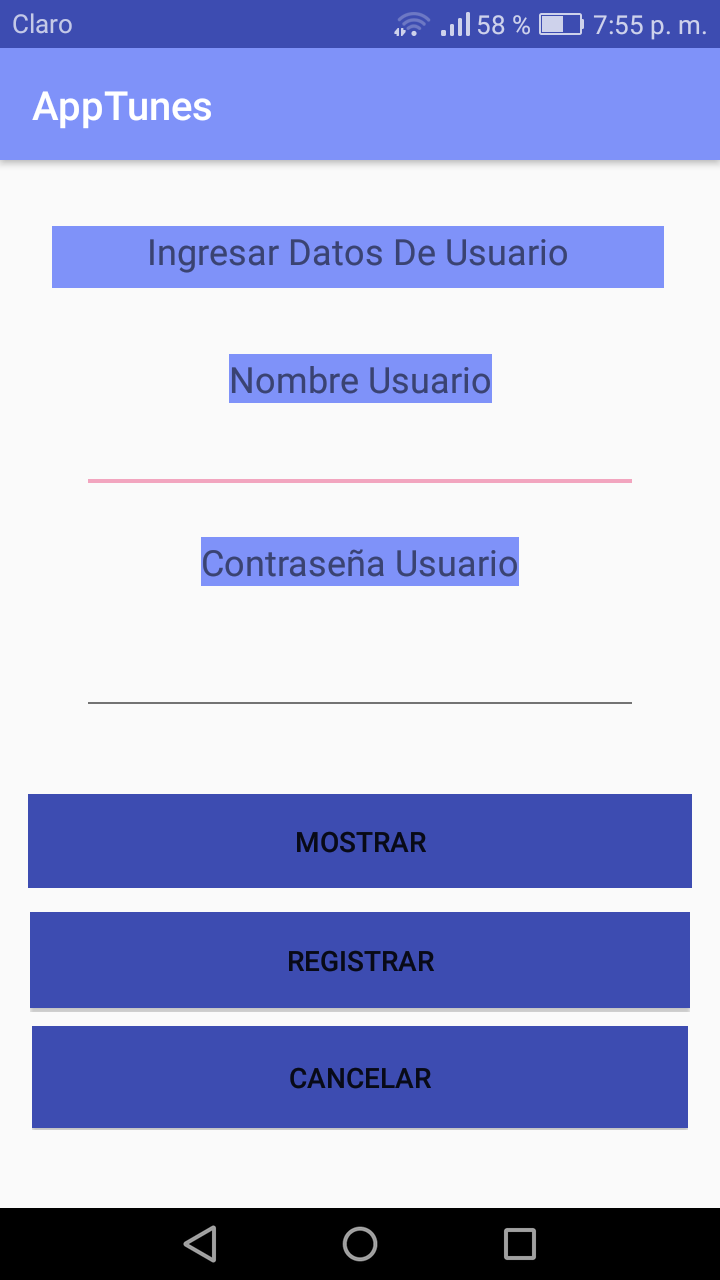 Claro 58 % 7:55 p. m.
AppTunes
Ingresar Datos De Usuario
Nombre Usuario
Contraseña Usuario
MOSTRAR
REGISTRAR
CANCELAR